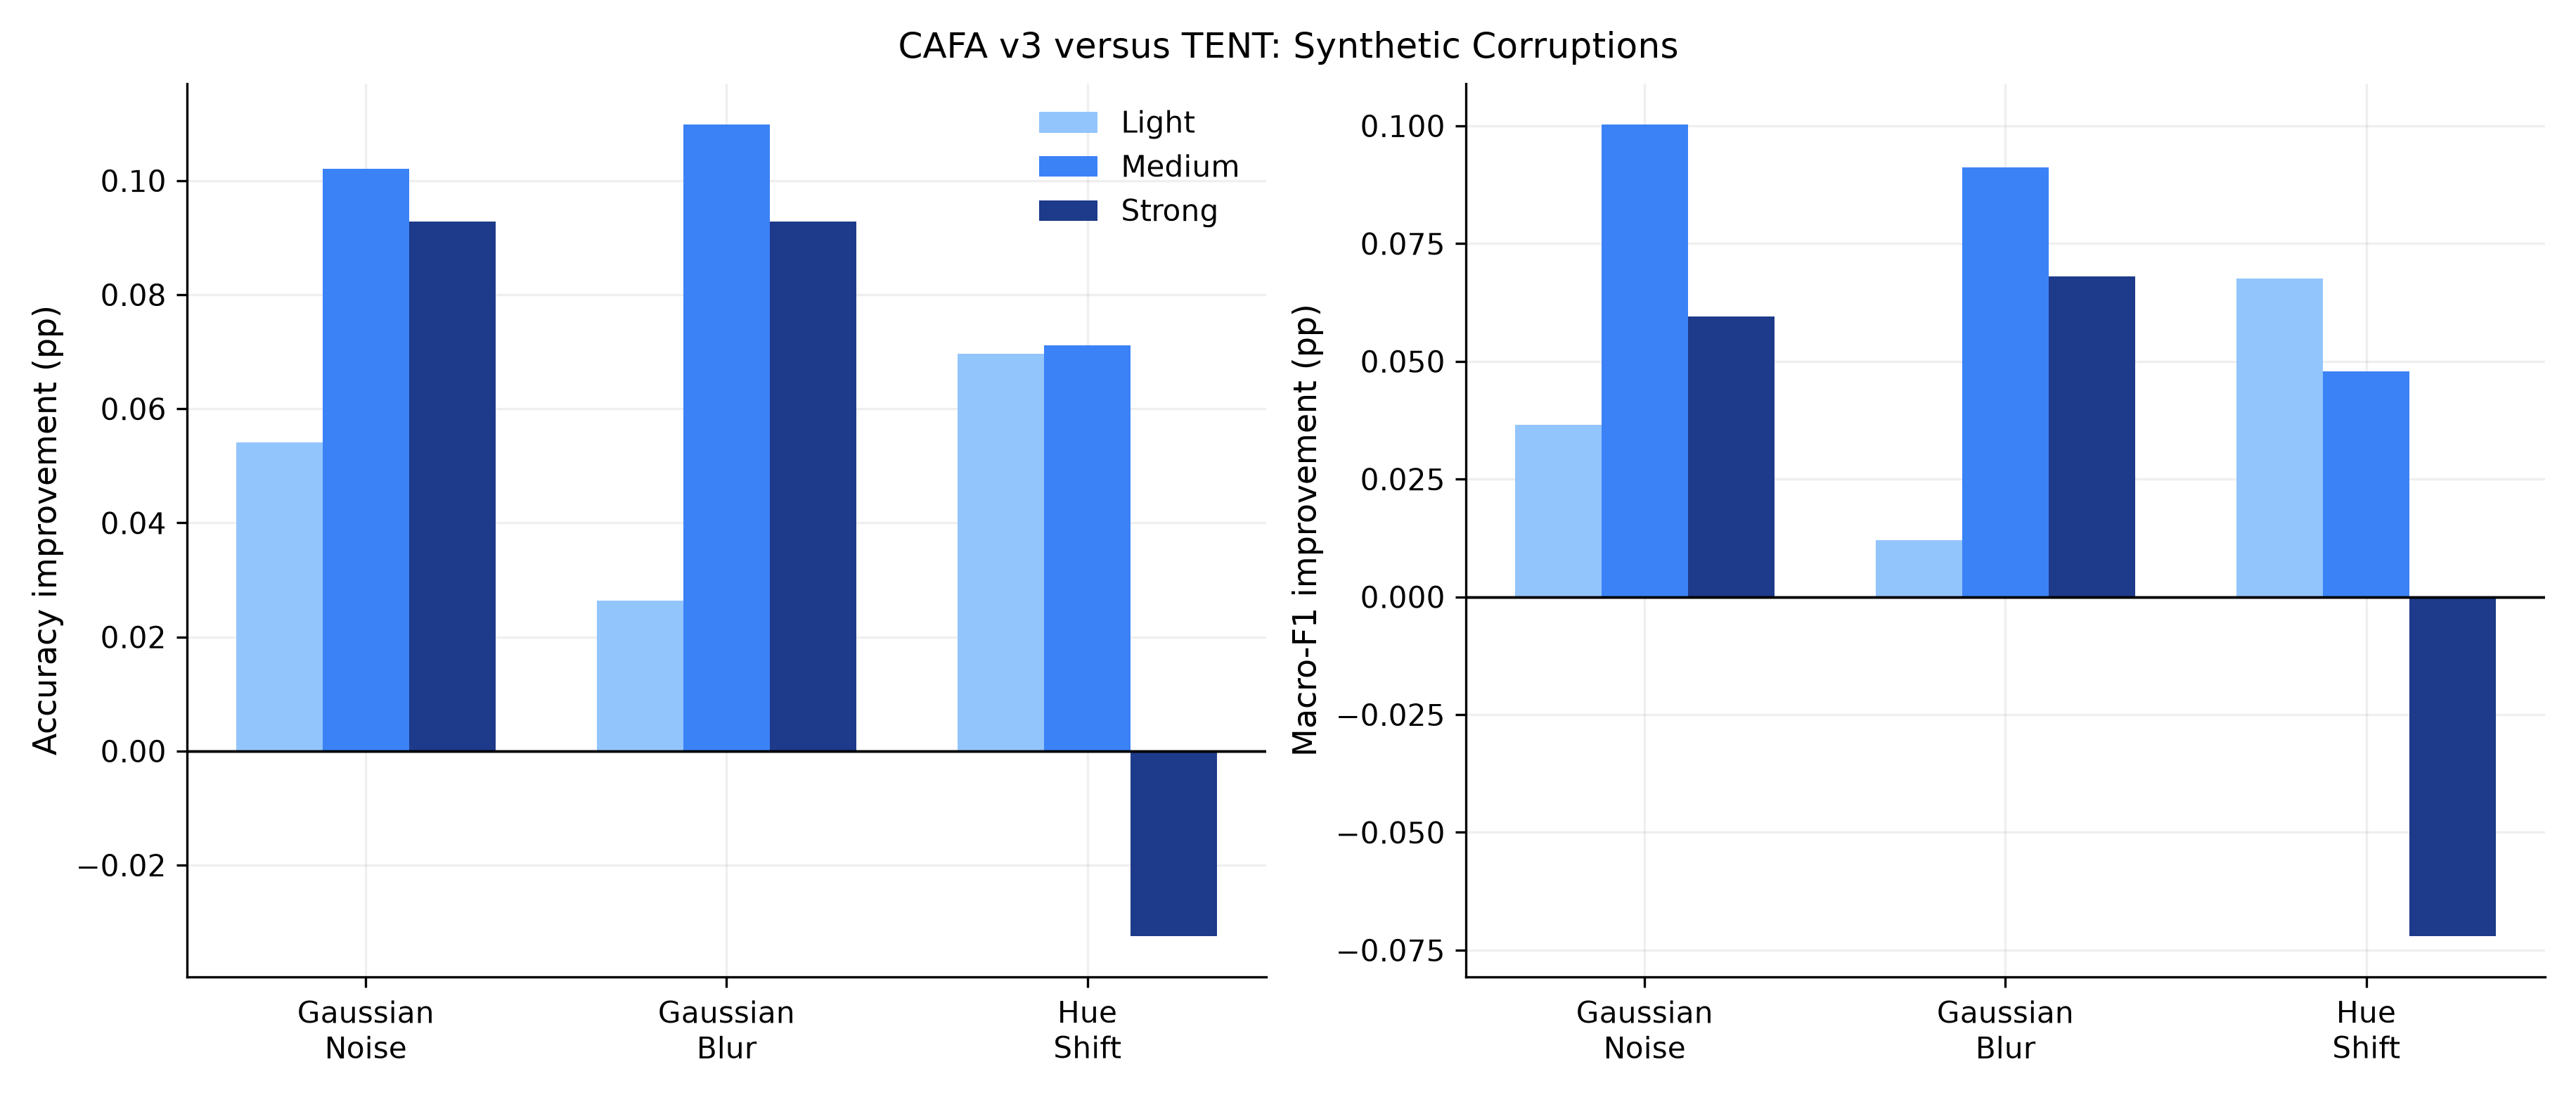 CAFA v3 versus TENT: Synthetic Corruptions
Accuracy improvement (pp)
0.10
0.08
0.06
0.04
0.02
0.00
−0.02
Light
Medium
Strong
Gaussian
Noise
Gaussian
Blur
Hue
Shift
Macro-F1 improvement (pp)
0.100
0.075
0.050
0.025
0.000
−0.025
−0.050
−0.075
Gaussian
Noise
Gaussian
Blur
Hue
Shift